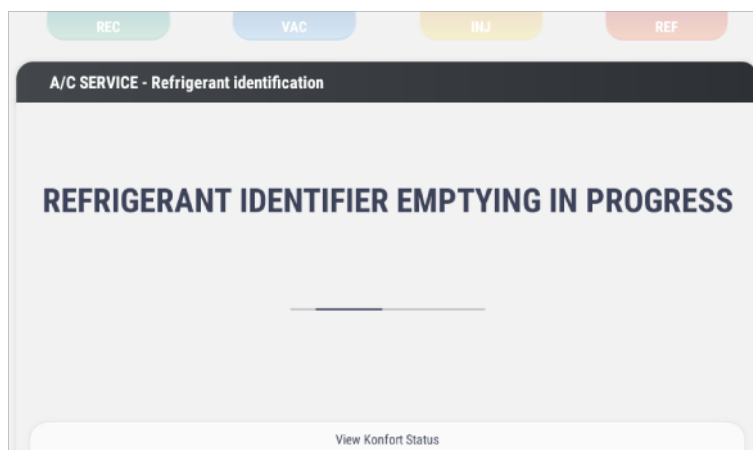 REC VAC INJ REF
A/C SERVICE - Refrigerant identification
REFRIGERANT IDENTIFIER EMPTYING IN PROGRESS
View Konfort Status